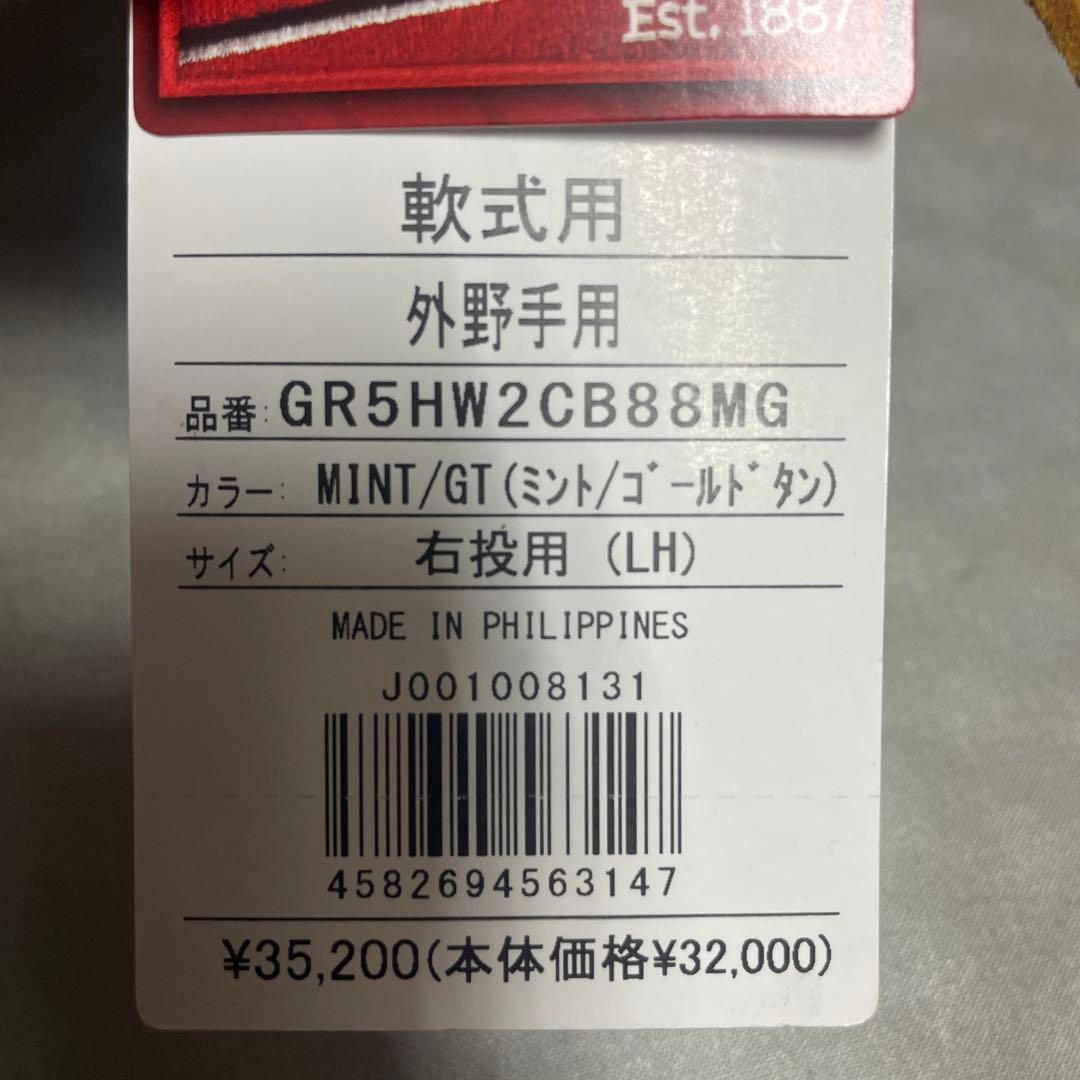 Est. 1887
軟式用
外野手用
品番:GR5HW2CB88MG
カラー: MINT/GT(ﾐﾝﾄ/ｺﾞｰﾙﾄﾞﾀﾝ)
サイズ: 右投用 (LH)
MADE IN PHILIPPINES
J001008131
4582694563147
¥35,200(本体価格¥32,000)